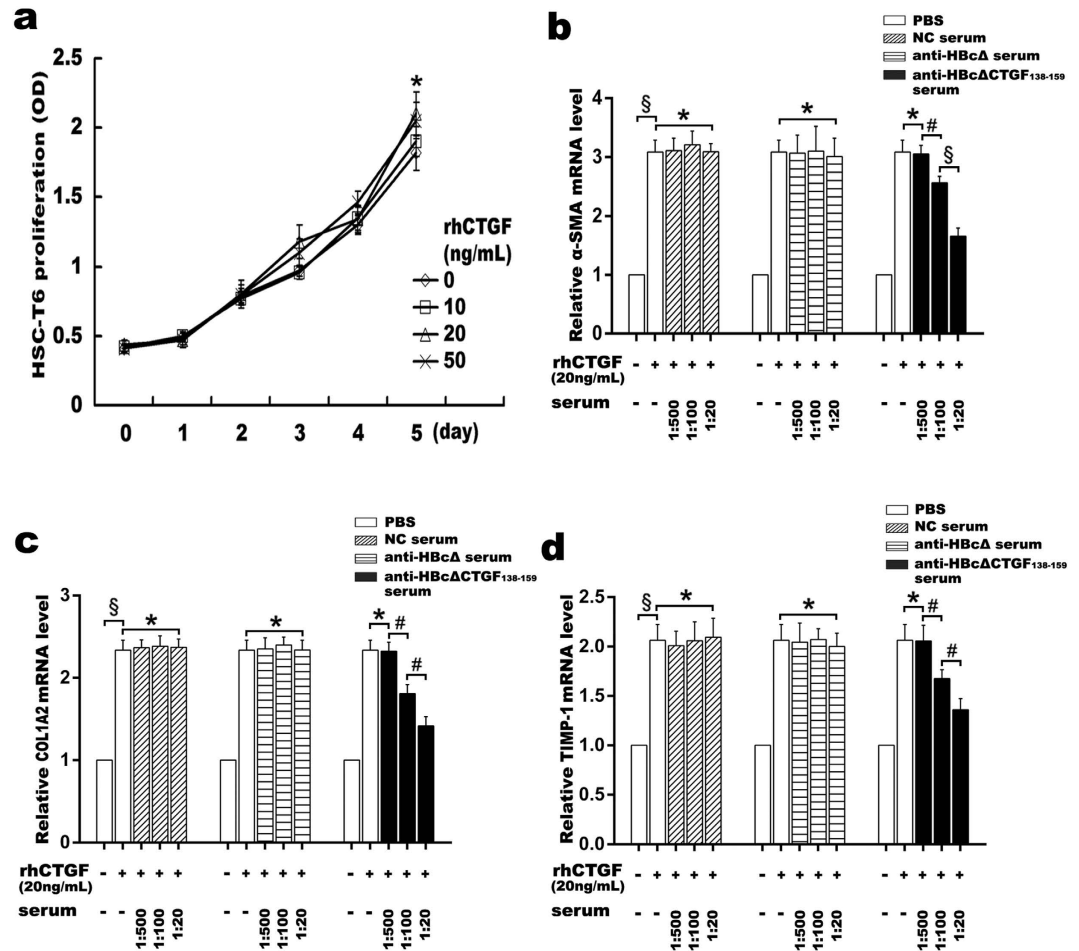 a
HSC-T6 proliferation (OD)
2.5
2
1.5
1
0.5
0
0 1 2 3 4 5 (day)
*
rhCTGF
(ng/mL)
0
10
20
50
b
PBS
NC serum
anti-HBcΔ serum
anti-HBcΔCTGF138-159
serum
Relative α-SMA mRNA level
4
3
2
1
0
§ * * * # §
rhCTGF - + + + + - + + + + - + + + +
(20ng/mL)
serum - - 1:500 1:100 1:20 - - 1:500 1:100 1:20 - - 1:500 1:100 1:20
c
PBS
NC serum
anti-HBcΔ serum
anti-HBcΔCTGF138-159
serum
Relative COL1A2 mRNA level
3
2
1
0
§ * * * # #
rhCTGF - + + + + - + + + + - + + + +
(20ng/mL)
serum - - 1:500 1:100 1:20 - - 1:500 1:100 1:20 - - 1:500 1:100 1:20
d
PBS
NC serum
anti-HBcΔ serum
anti-HBcΔCTGF138-159
serum
Relative TIMP-1 mRNA level
2.5
2.0
1.5
1.0
0.5
0.0
§ * * * # #
rhCTGF - + + + + - + + + + - + + + +
(20ng/mL)
serum - - 1:500 1:100 1:20 - - 1:500 1:100 1:20 - - 1:500 1:100 1:20